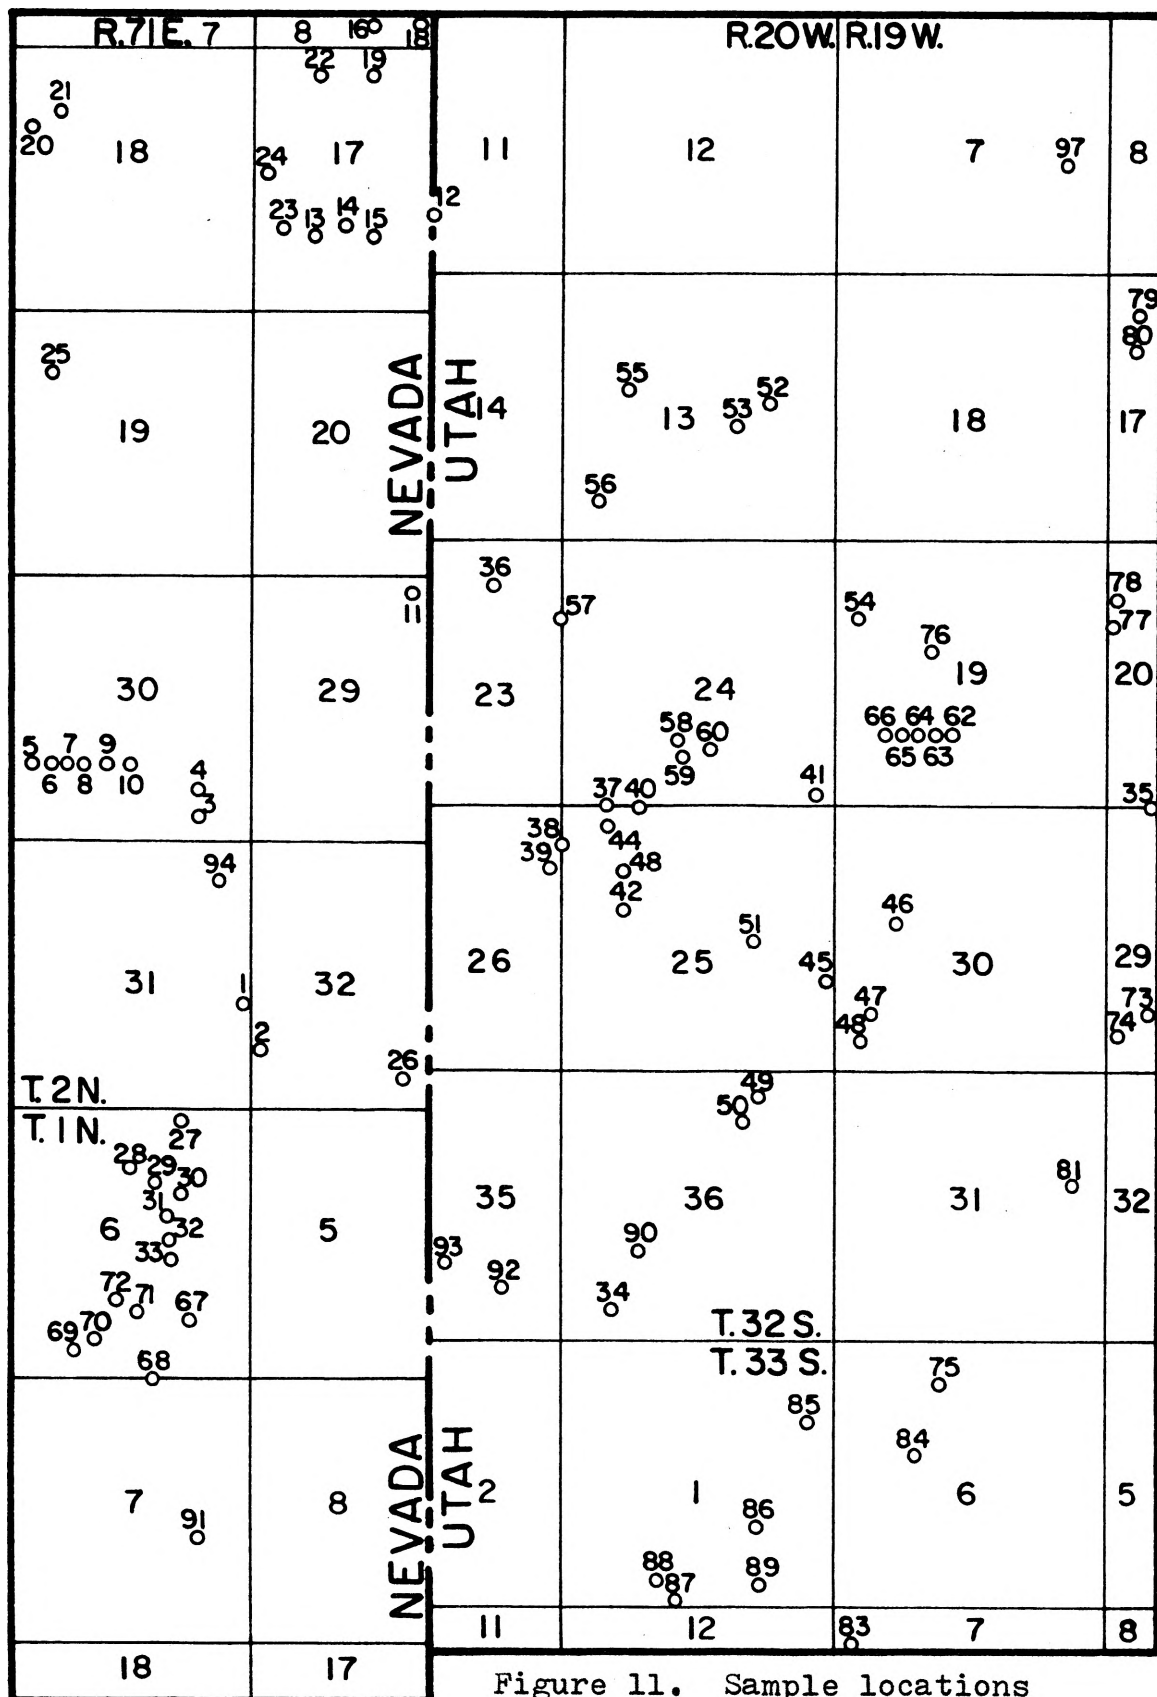 R.71E. 7 8 16 18 R.20W. R.19W.
22 19
21
20 18 24 17 11 12 7 97 8
12
23 13 14 15
79
80
25
55 52
19 20 NEVADA UTAH 14 13 53 18 17
56
36 78
11 57 54 77
76
30 29 23 24 19 20
5 7 9 58 60 66 64 62
6 8 10 4 59 65 63
3 37 40 41 35
38 44
94 39 48
42 46
51
31 1 32 26 25 45 30 29
47 73
2 48 74
26
T.2N. 49
T.1N. 27 50
28 29 30 81
31 35 36 31 32
6 32 5
33 93 90
72 71 67 92 34
69 70 T.32S.
68 T.33S. 75
85
84
7 8 NEVADA UTAH 2 1 6 5
91 86
88 87 89
11 12 83 7 8
18 17
Figure 11. Sample locations